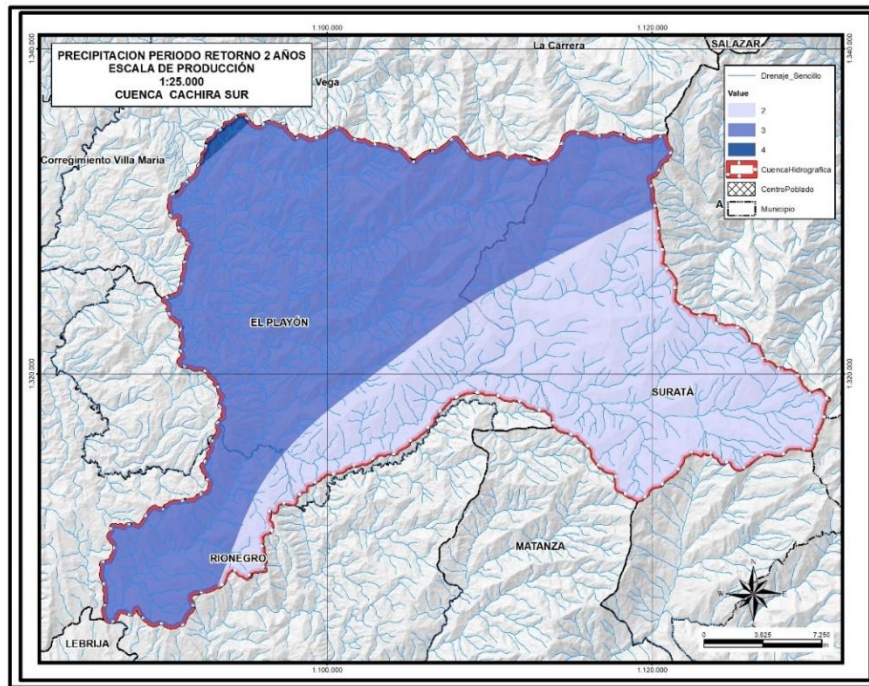 1.100.000
1.120.000
PRECIPITACION PERIODO RETORNO 2 AÑOS
ESCALA DE PRODUCCIÓN
1:25.000
CUENCA CACHIRA SUR
La Carrera
SALAZAR
1.340.000
1.340.000
Vega
LA
Drenaje_Sencillo
Value
2
3
4
CuencaHidrografica
CentroPoblado
Municipio
Corregimiento Villa Maria
A
EL PLAYÓN
1.320.000
1.320.000
SURATÁ
RIONEGRO
MATANZA
N
W
E
S
LEBRIJA
0
3.625
7.250
m
1.100.000
1.120.000